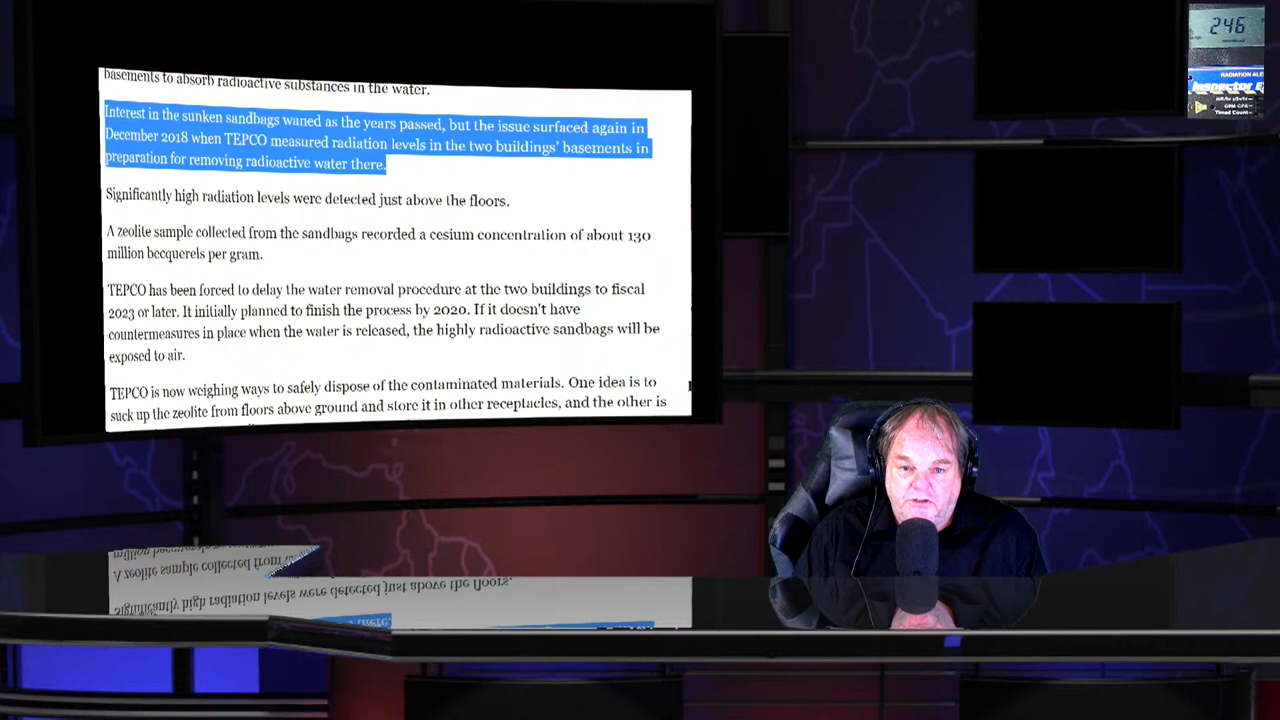 basements to absorb radioactive substances in the water.
Interest in the sunken sandbags waned as the years passed, but the issue surfaced again in
December 2018 when TEPCO measured radiation levels in the two buildings' basements in
preparation for removing radioactive water there.
Significantly high radiation levels were detected just above the floors.
A zeolite sample collected from the sandbags recorded a cesium concentration of about 130
million becquerels per gram.
TEPCO has been forced to delay the water removal procedure at the two buildings to fiscal
2023 or later. It initially planned to finish the process by 2020. If it doesn't have
countermeasures in place when the water is released, the highly radioactive sandbags will be
exposed to air.
TEPCO is now weighing ways to safely dispose of the contaminated materials. One idea is to
suck up the zeolite from floors above ground and store it in other receptacles, and the other is
246
RADIATION ALE
Inspector E
Timed Count